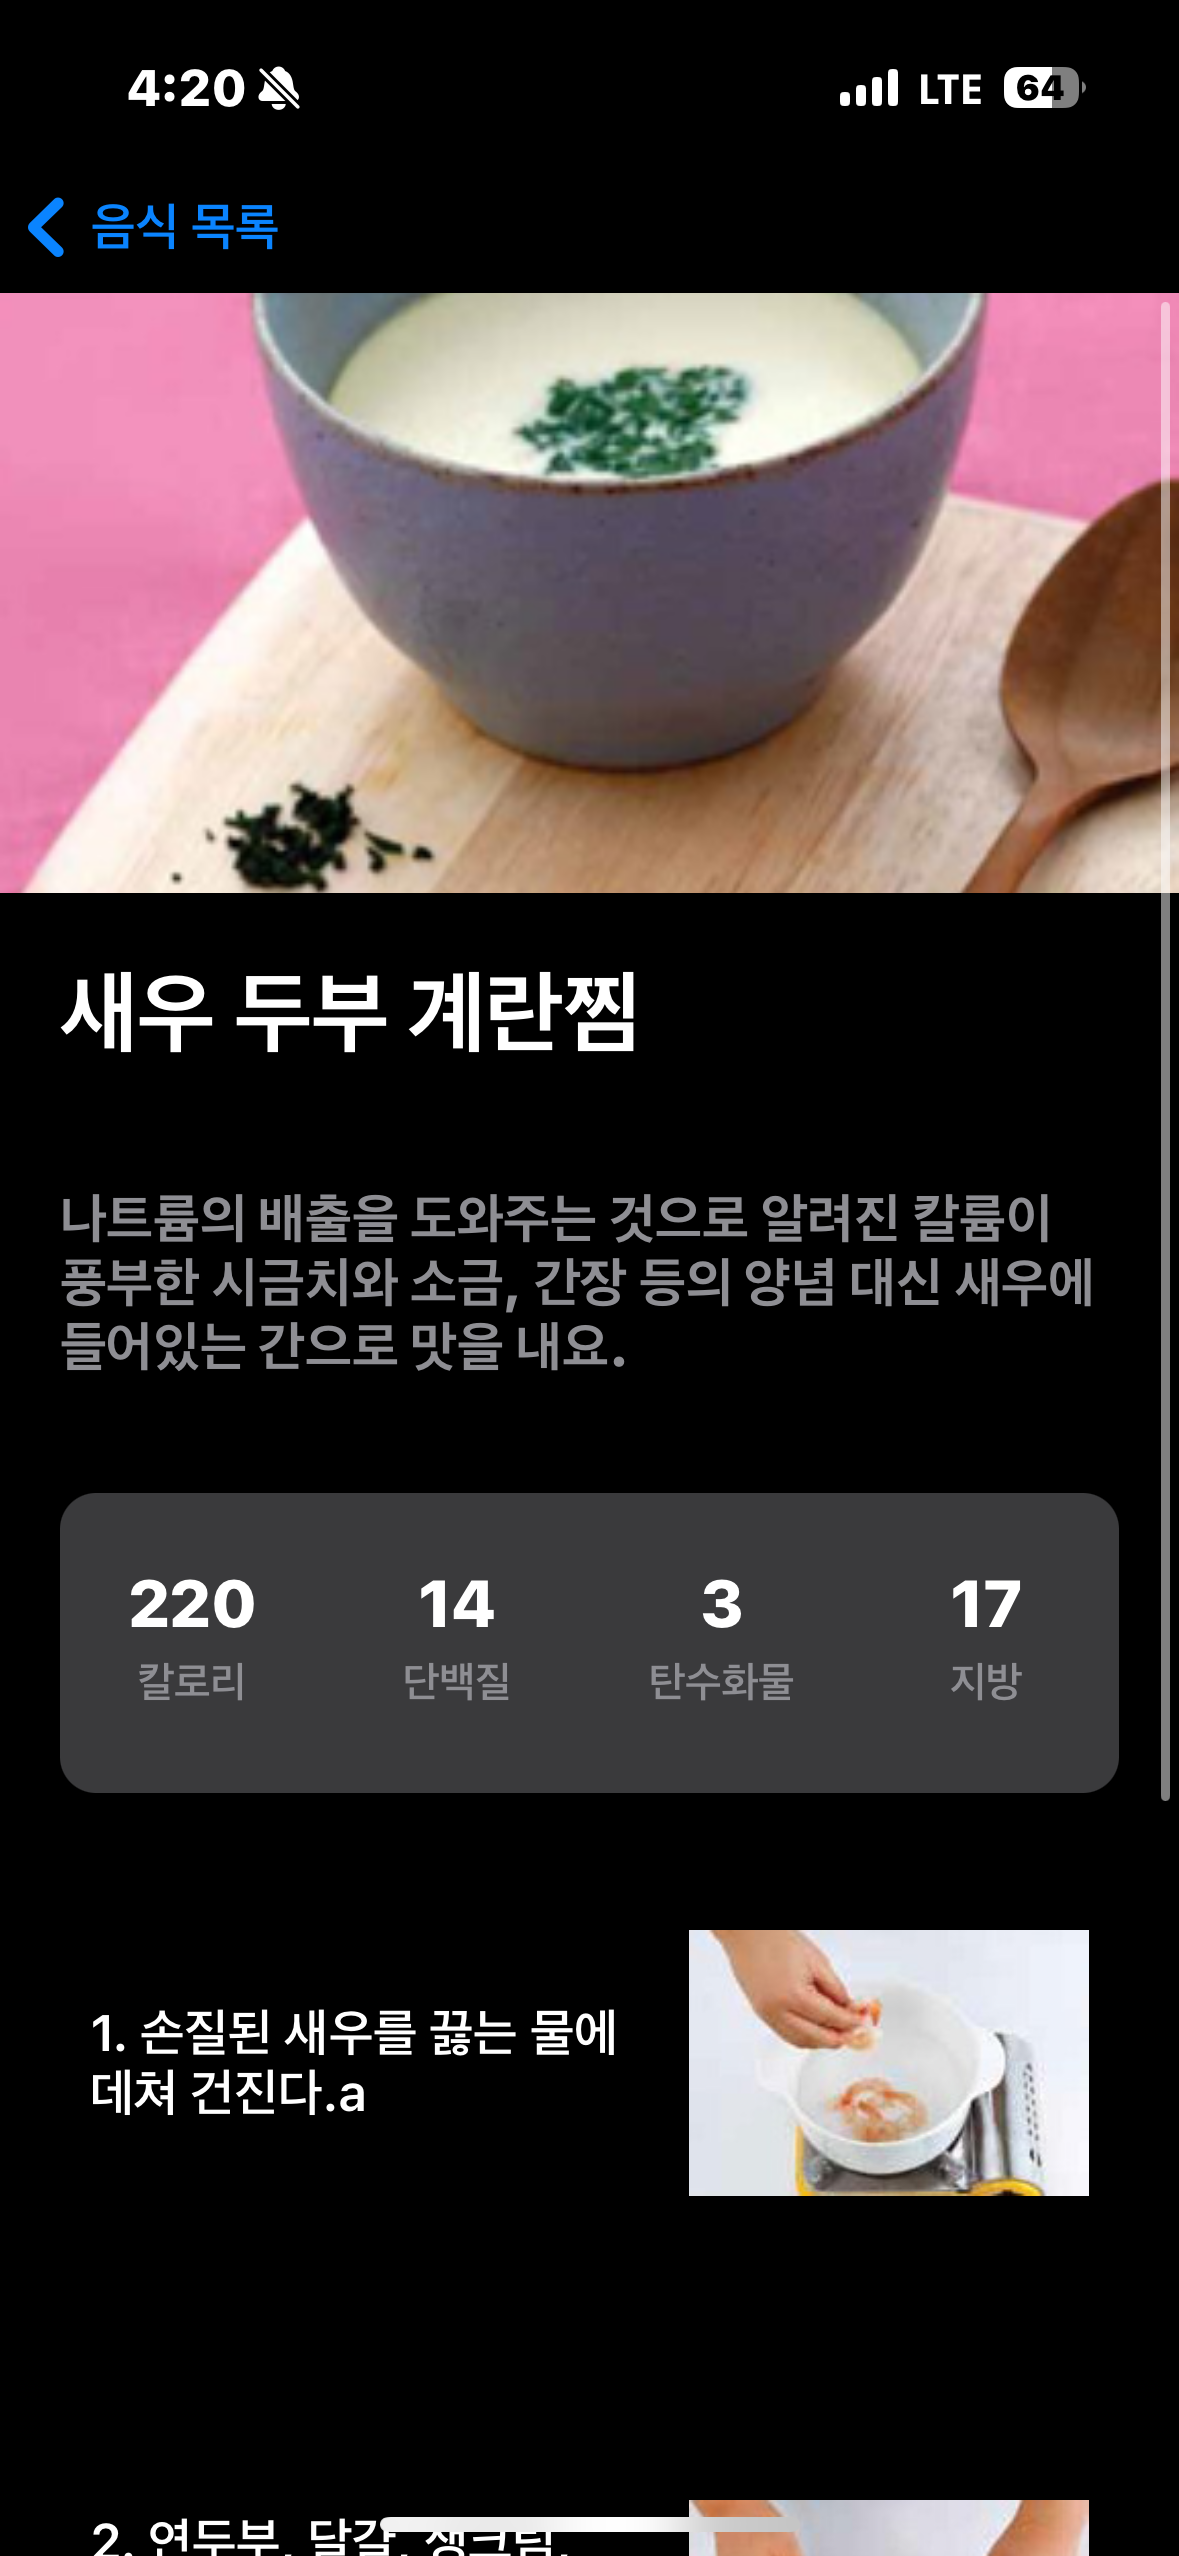 4:20
LTE
64
음식 목록
새우 두부 계란찜
나트륨의 배출을 도와주는 것으로 알려진 칼륨이
풍부한 시금치와 소금, 간장 등의 양념 대신 새우에
들어있는 간으로 맛을 내요.
220 14 3 17
칼로리 단백질 탄수화물 지방
1. 손질된 새우를 끓는 물에
데쳐 건진다.a
2. 연두부, 달걀, 생크림,